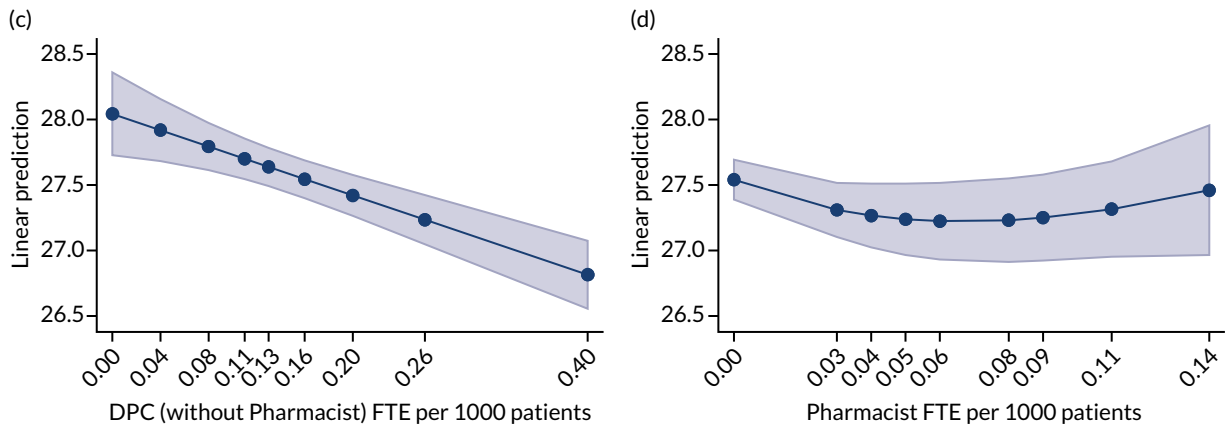 (c)
28.5
28.0
27.5
27.0
26.5
Linear prediction
0.00 0.04 0.08 0.11 0.13 0.16 0.20 0.26 0.40
DPC (without Pharmacist) FTE per 1000 patients
(d)
28.5
28.0
27.5
27.0
26.5
Linear prediction
0.00 0.03 0.04 0.05 0.06 0.08 0.09 0.11 0.14
Pharmacist FTE per 1000 patients